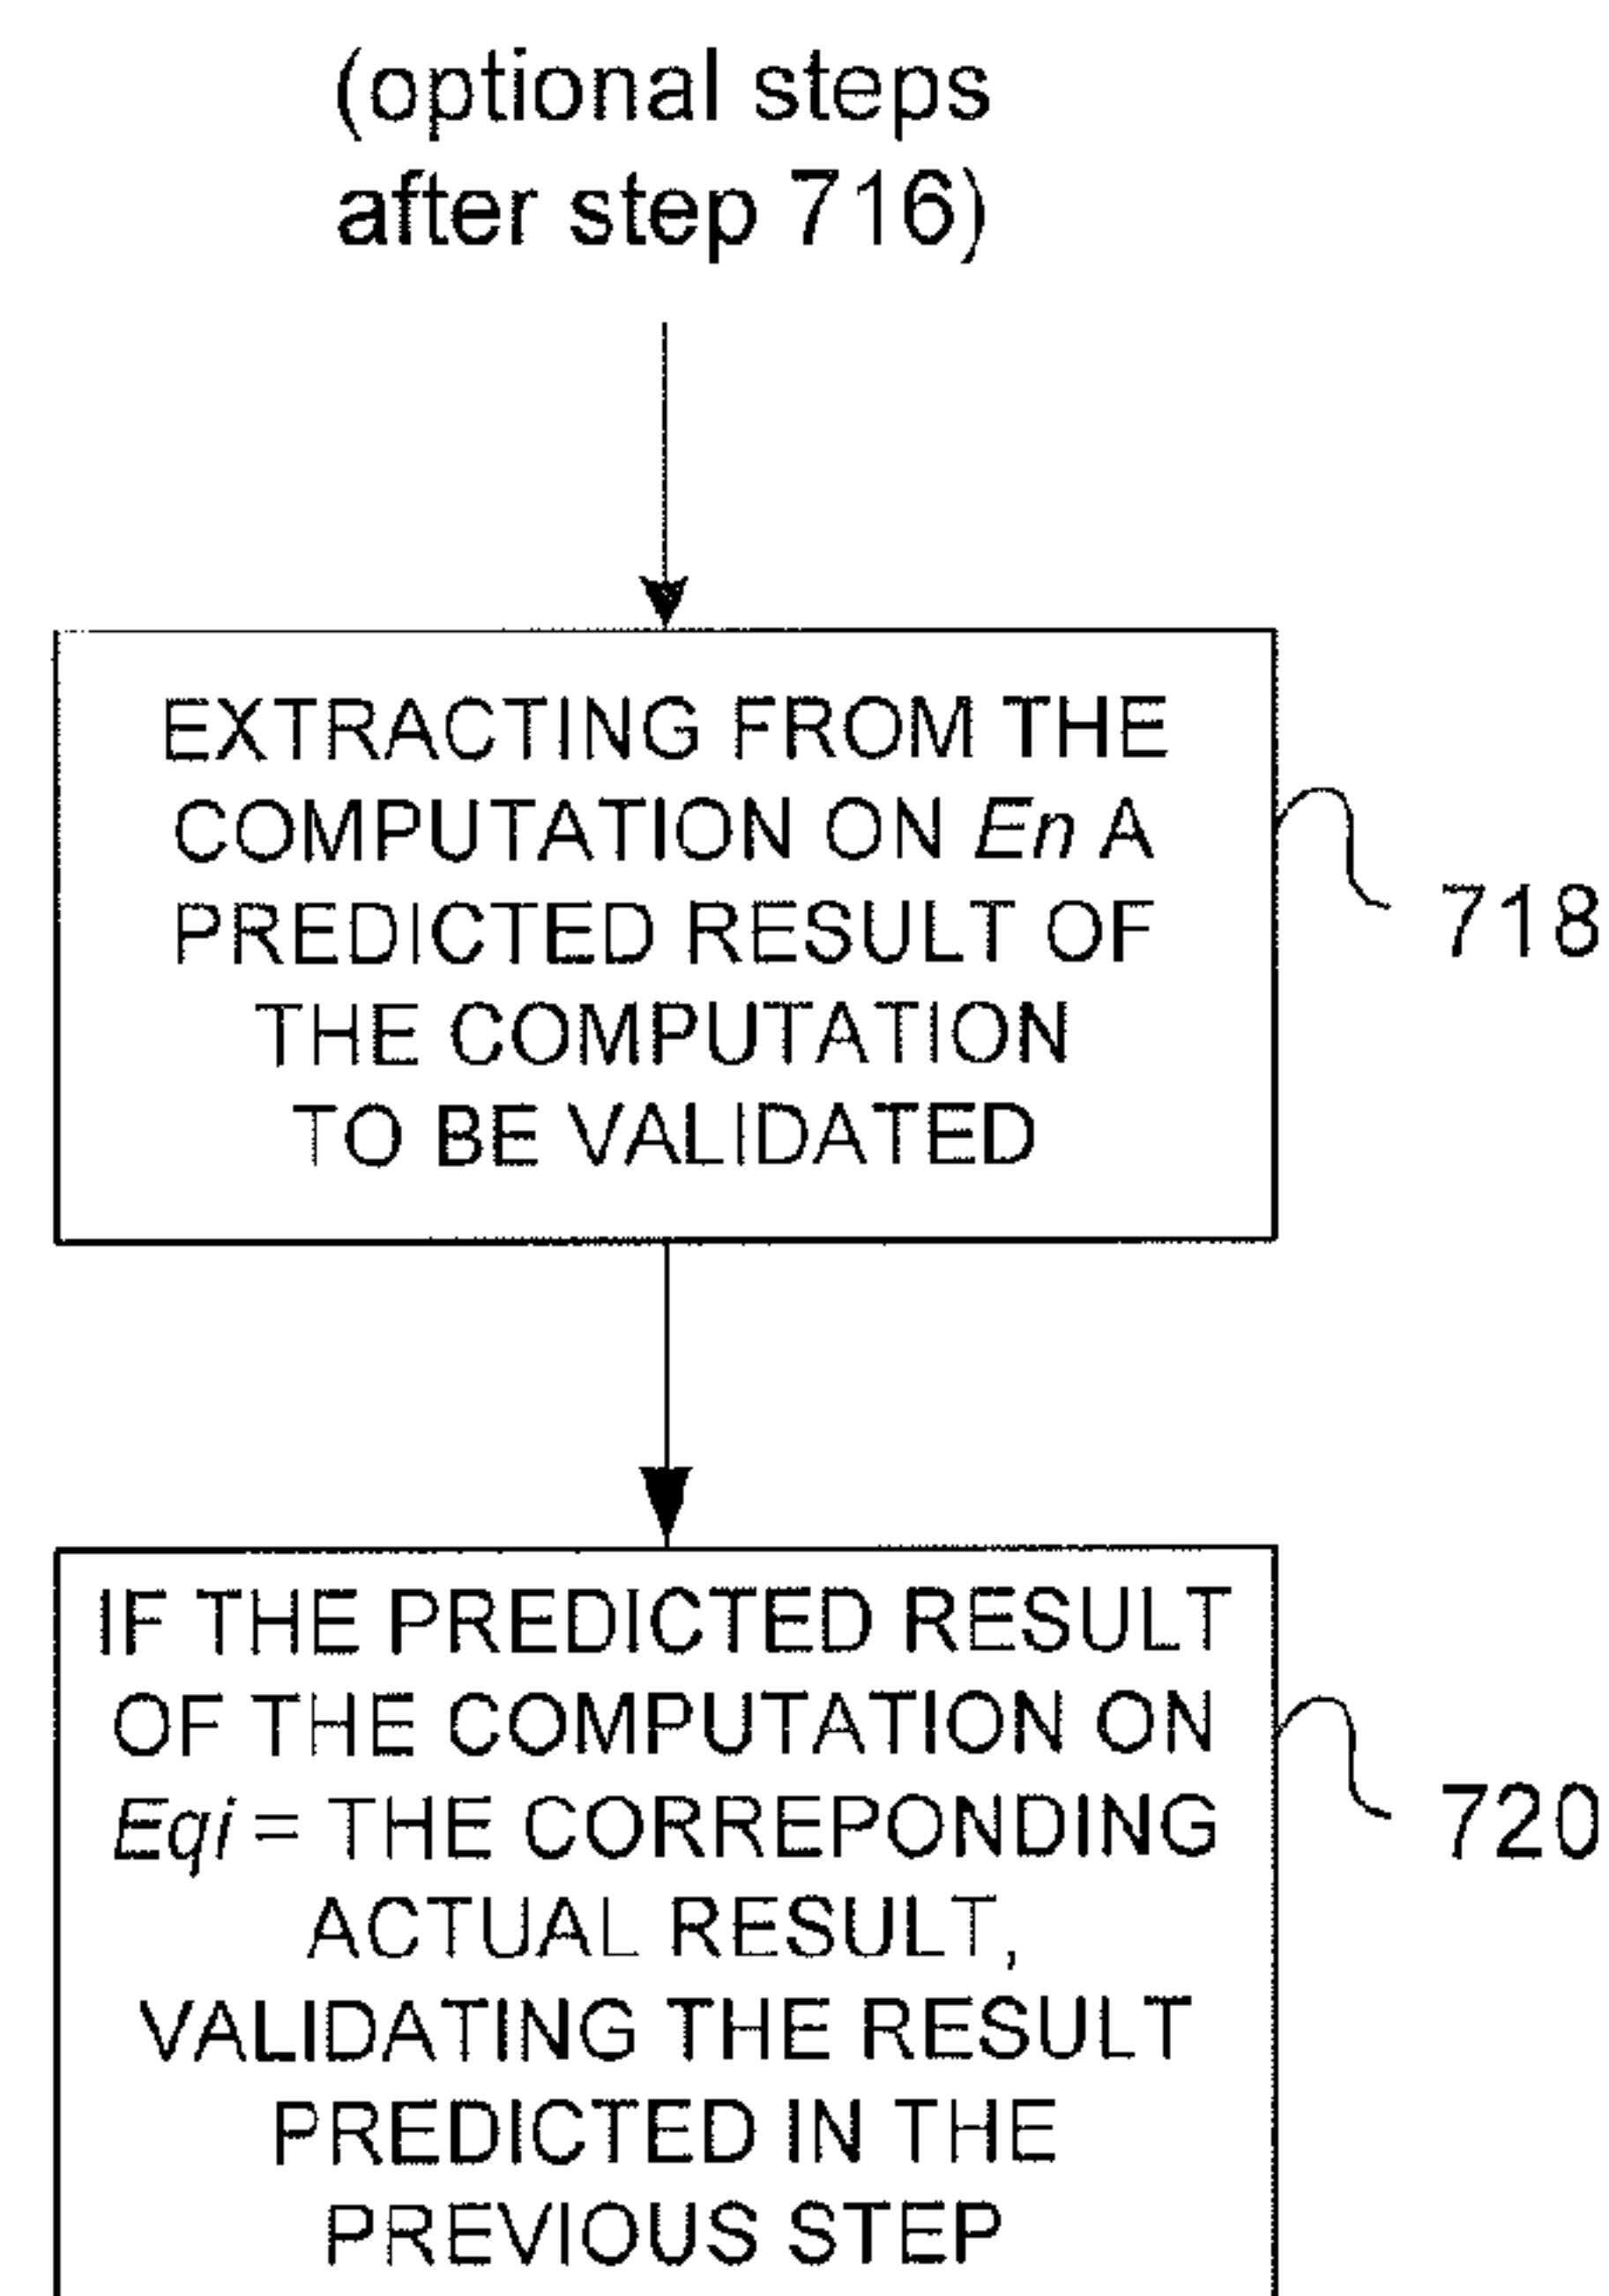 (optional steps
after step 716)
EXTRACTING FROM THE
COMPUTATION ON En A
PREDICTED RESULT OF
THE COMPUTATION
TO BE VALIDATED
718
IF THE PREDICTED RESULT
OF THE COMPUTATION ON
Eqi = THE CORREPONDING
ACTUAL RESULT,
VALIDATING THE RESULT
PREDICTED IN THE
PREVIOUS STEP
720